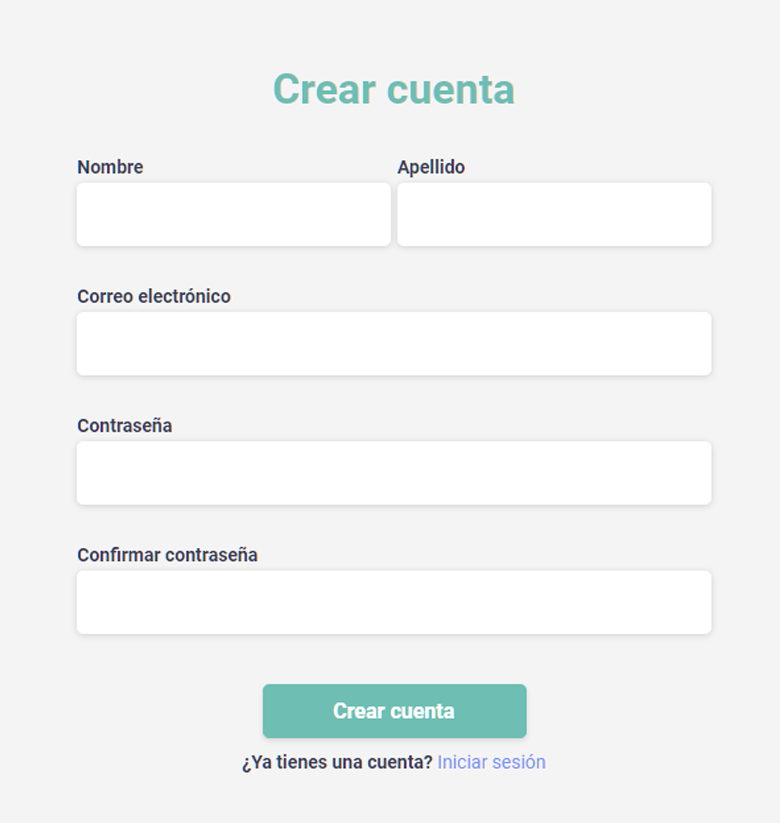 Crear cuenta
Nombre Apellido
Correo electrónico
Contraseña
Confirmar contraseña
Crear cuenta
¿Ya tienes una cuenta? Iniciar sesión